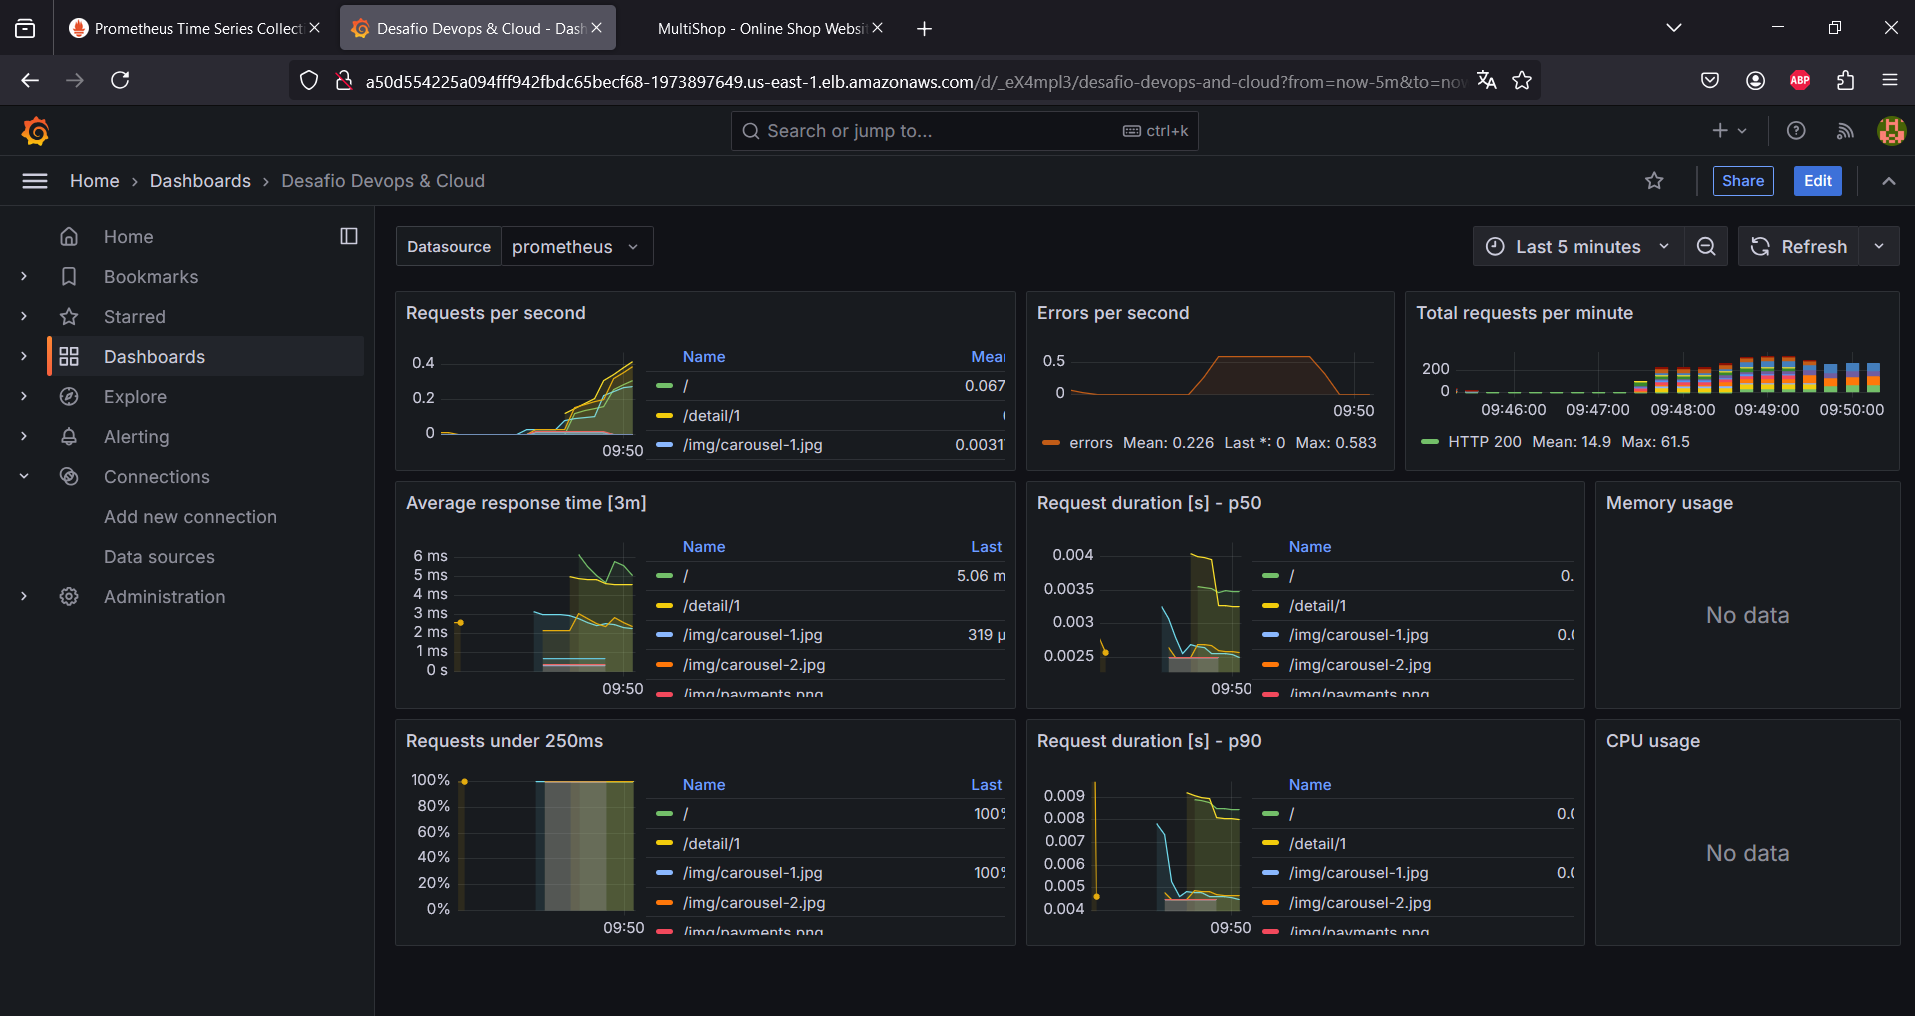 Prometheus Time Series Collect
Desafio Devops & Cloud - Dash
MultiShop - Online Shop Websi
a50d554225a094fff942fbdc65becf68-1973897649.us-east-1.elb.amazonaws.com/d/_eX4mpl3/desafio-devops-and-cloud?from=now-5m&to=now
ABP
Search or jump to...
ctrl+k
Home › Dashboards › Desafio Devops & Cloud
Share
Edit
Home
Bookmarks
Starred
Dashboards
Explore
Alerting
Connections
Add new connection
Data sources
Administration
Datasource prometheus
Last 5 minutes
Refresh
Requests per second
0.4
0.2
0
09:50
Name Mea
/ 0.067
/detail/1
/img/carousel-1.jpg 0.0031
Errors per second
0.5
0
09:50
errors Mean: 0.226 Last *: 0 Max: 0.583
Total requests per minute
200
0
09:46:00 09:47:00 09:48:00 09:49:00 09:50:00
HTTP 200 Mean: 14.9 Max: 61.5
Average response time [3m]
6 ms
5 ms
4 ms
3 ms
2 ms
1 ms
0 s
09:50
Name Last
/ 5.06 m
/detail/1
/img/carousel-1.jpg 319 µ
/img/carousel-2.jpg
/img/payments.png
Request duration [s] - p50
0.004
0.0035
0.003
0.0025
09:50
Name
/ 0.
/detail/1
/img/carousel-1.jpg 0.0
/img/carousel-2.jpg
/img/payments.png
Memory usage
No data
Requests under 250ms
100%
80%
60%
40%
20%
0%
09:50
Name Last
/ 100%
/detail/1
/img/carousel-1.jpg 100%
/img/carousel-2.jpg
/img/payments.png
Request duration [s] - p90
0.009
0.008
0.007
0.006
0.005
0.004
09:50
Name
/ 0.0
/detail/1
/img/carousel-1.jpg 0.0
/img/carousel-2.jpg
/img/payments.png
CPU usage
No data